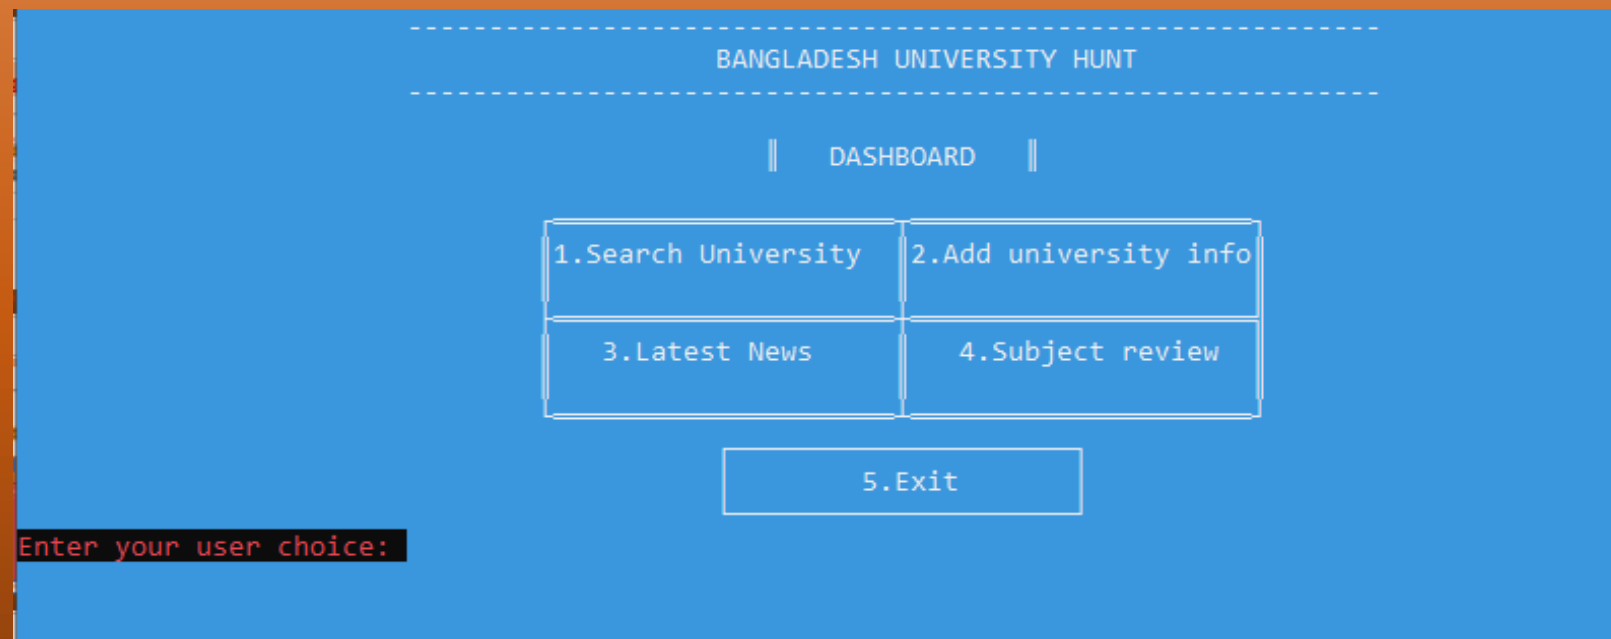 BANGLADESH UNIVERSITY HUNT
DASHBOARD
1.Search University 2.Add university info
3.Latest News 4.Subject review
5.Exit
Enter your user choice: